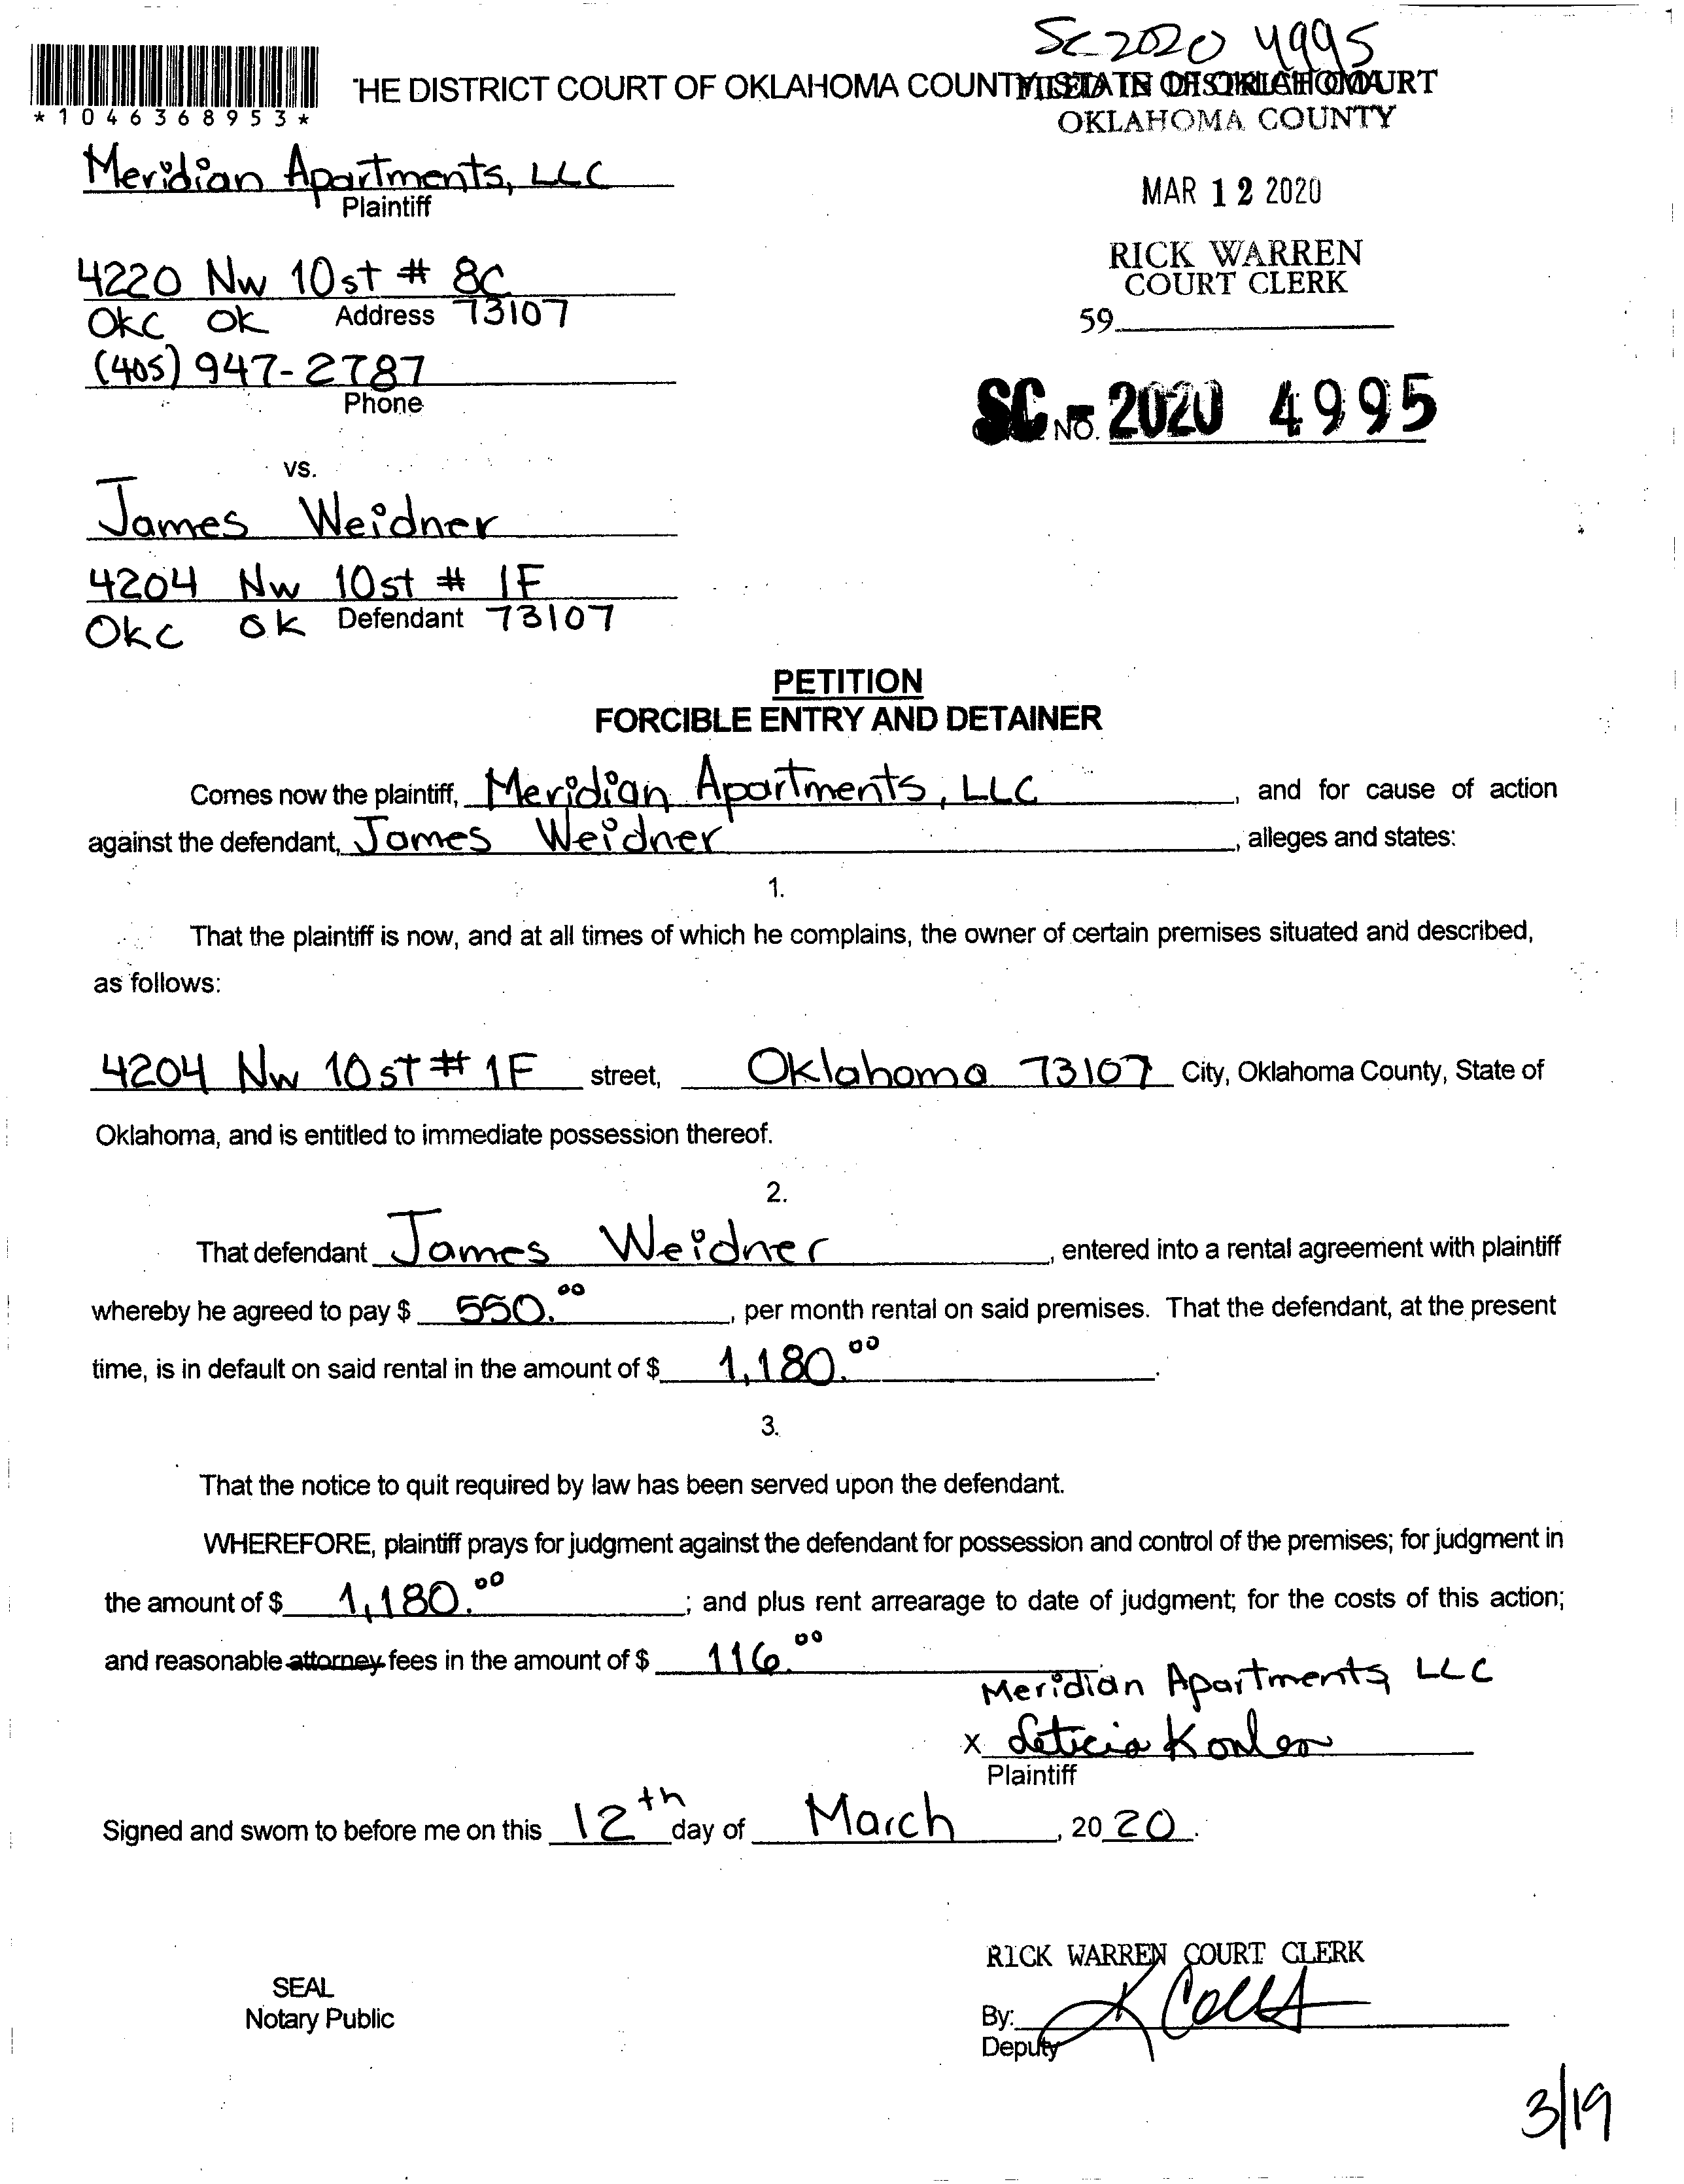 SC-2020 4995
THE DISTRICT COURT OF OKLAHOMA COUNTY, STATE OF OKLAHOMA
FILED IN DISTRICT COURT
OKLAHOMA COUNTY
*1046368953*
Meridian Apartments, LLC
Plaintiff
MAR 12 2020
4220 NW 10st # 8C
RICK WARREN
COURT CLERK
OKC OK Address 73107
59
(405) 947-2787
Phone
SC - NO. 2020 4995
vs.
James Weidner
4204 NW 10st # 1F
OKC OK Defendant 73107
PETITION
FORCIBLE ENTRY AND DETAINER
Comes now the plaintiff, Meridian Apartments, LLC, and for cause of action
against the defendant, James Weidner, alleges and states:
1.
That the plaintiff is now, and at all times of which he complains, the owner of certain premises situated and described,
as follows:
4204 NW 10st # 1F street, Oklahoma 73107 City, Oklahoma County, State of
Oklahoma, and is entitled to immediate possession thereof.
2.
That defendant James Weidner, entered into a rental agreement with plaintiff
whereby he agreed to pay $ 550.00, per month rental on said premises. That the defendant, at the present
time, is in default on said rental in the amount of $ 1,180.00.
3.
That the notice to quit required by law has been served upon the defendant.
WHEREFORE, plaintiff prays for judgment against the defendant for possession and control of the premises; for judgment in
the amount of $ 1,180.00; and plus rent arrearage to date of judgment; for the costs of this action;
and reasonable attorney fees in the amount of $ 116.00
Meridian Apartments, LLC
x Leticia
Plaintiff
Signed and sworn to before me on this 12th day of March, 2020.
RICK WARREN COURT CLERK
SEAL
Notary Public
By:
Deputy
3/19